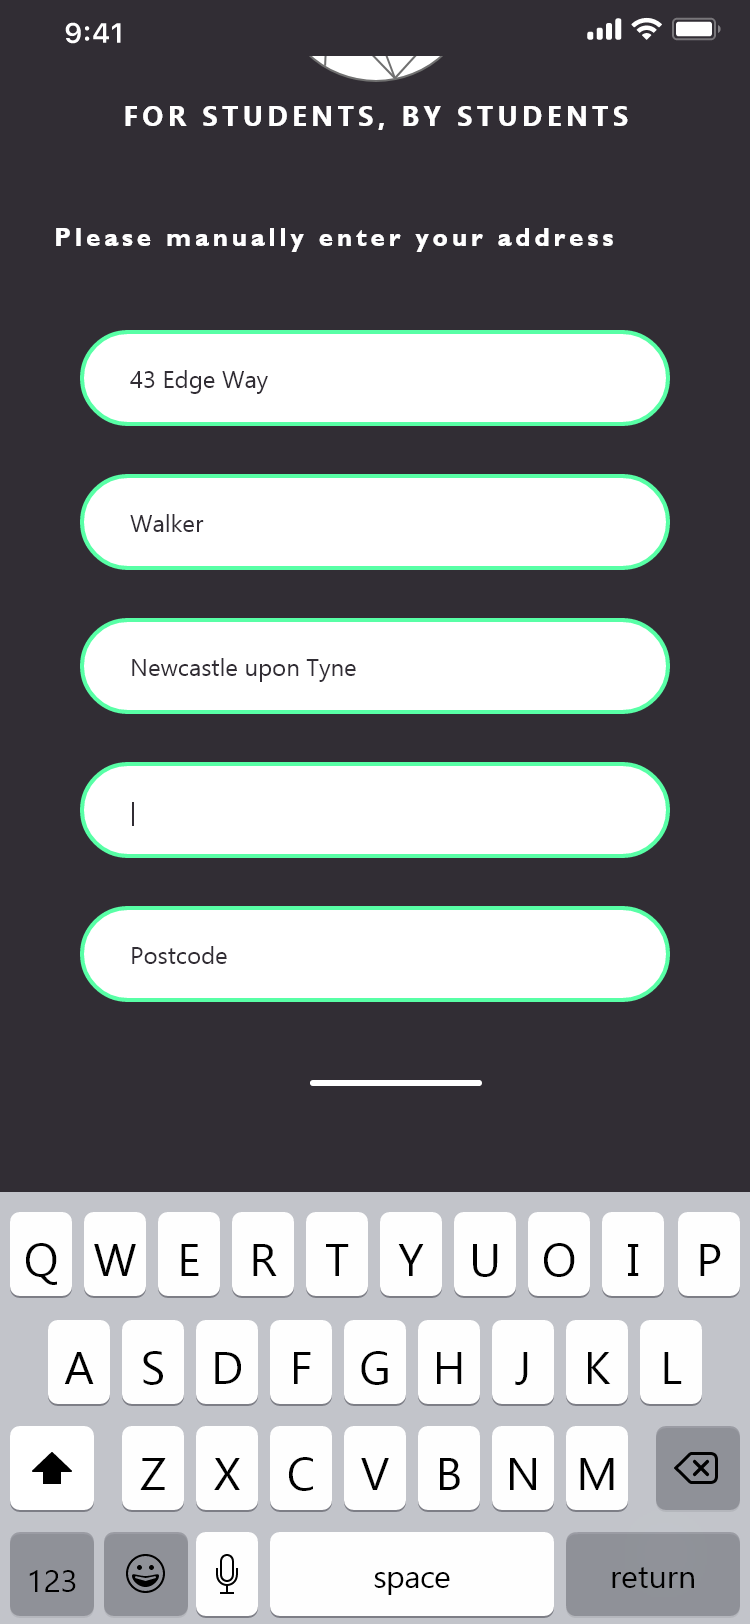 9:41
FOR STUDENTS, BY STUDENTS
Please manually enter your address
43 Edge Way
Walker
Newcastle upon Tyne
Postcode
Q W E R T Y U O I P
A S D F G H J K L
Z X C V B N M
123 space return